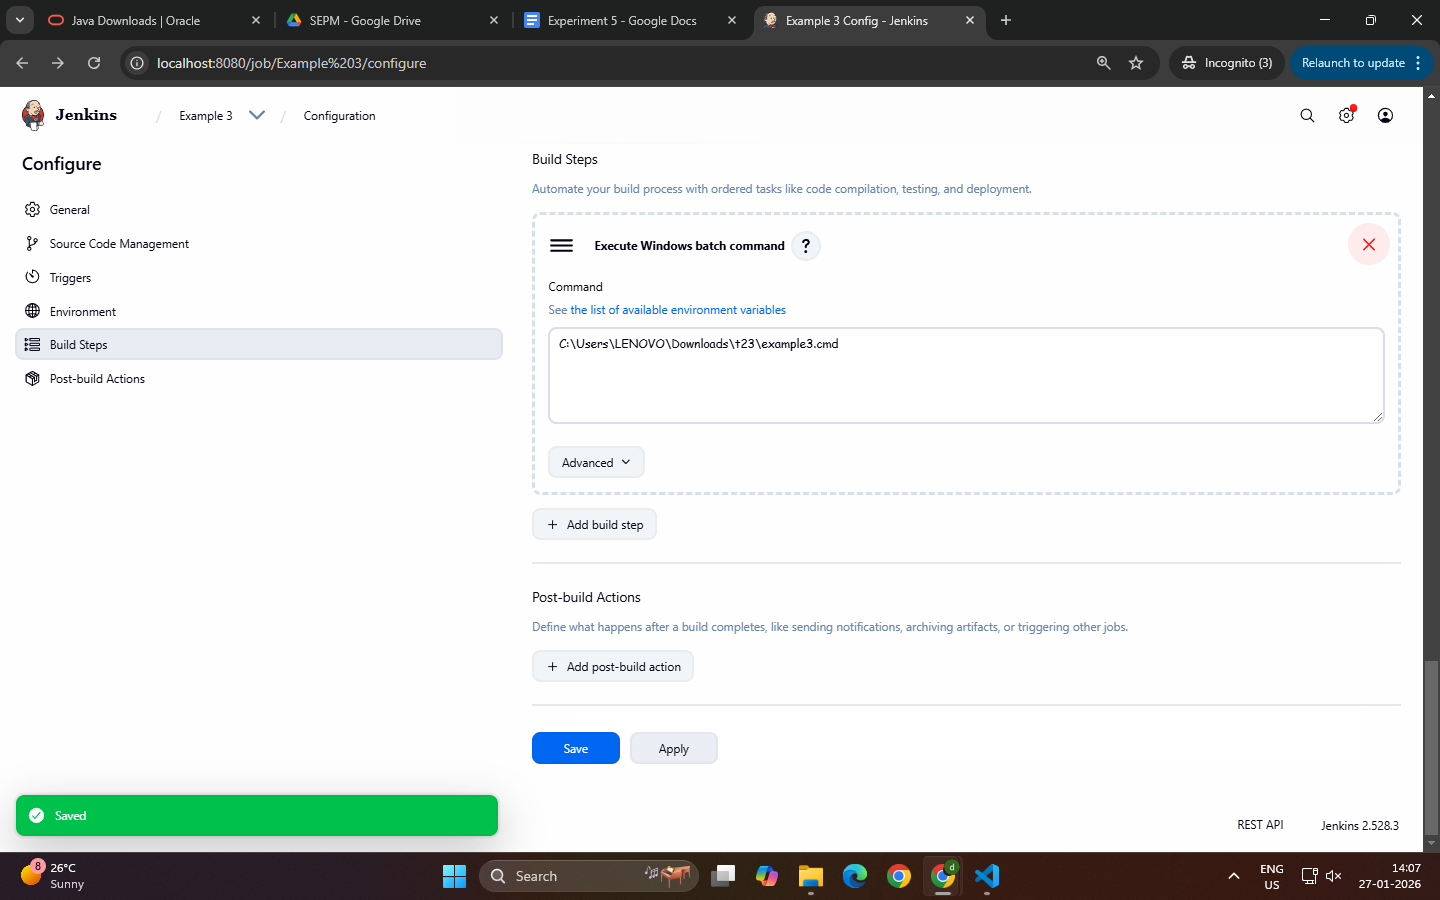 Java Downloads | Oracle
SEPM - Google Drive
Experiment 5 - Google Docs
Example 3 Config - Jenkins
localhost:8080/job/Example%203/configure
Incognito (3)
Relaunch to update
Jenkins
/
Example 3
/
Configuration
Configure
General
Source Code Management
Triggers
Environment
Build Steps
Post-build Actions
Build Steps
Automate your build process with ordered tasks like code compilation, testing, and deployment.
Execute Windows batch command ?
Command
See the list of available environment variables
C:\Users\LENOVO\Downloads\t23\example3.cmd
Advanced
+ Add build step
Post-build Actions
Define what happens after a build completes, like sending notifications, archiving artifacts, or triggering other jobs.
+ Add post-build action
Save
Apply
Saved
REST API
Jenkins 2.528.3
8
26°C
Sunny
Search
d
ENG
US
14:07
27-01-2026